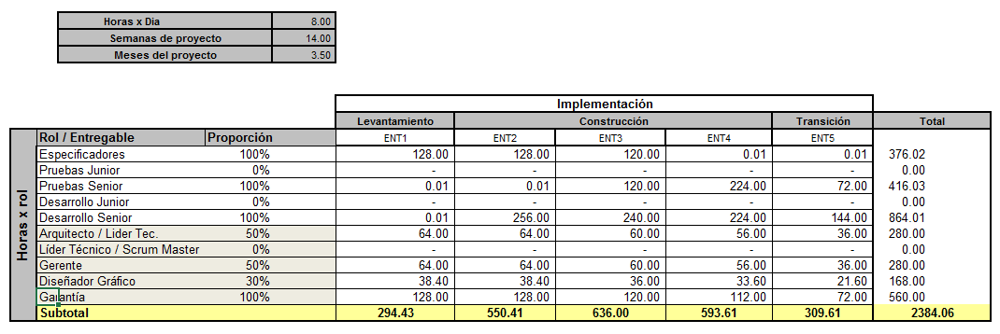 Horas x Dia 8.00
Semanas de proyecto 14.00
Meses del proyecto 3.50
Implementación
Levantamiento Construcción Transición Total
Rol / Entregable Proporción ENT1 ENT2 ENT3 ENT4 ENT5
Horas x rol
Especificadores 100% 128.00 128.00 120.00 0.01 0.01 376.02
Pruebas Junior 0% - - - - - 0.00
Pruebas Senior 100% 0.01 0.01 120.00 224.00 72.00 416.03
Desarrollo Junior 0% - - - - - 0.00
Desarrollo Senior 100% 0.01 256.00 240.00 224.00 144.00 864.01
Arquitecto / Lider Tec. 50% 64.00 64.00 60.00 56.00 36.00 280.00
Líder Técnico / Scrum Master 0% - - - - - 0.00
Gerente 50% 64.00 64.00 60.00 56.00 36.00 280.00
Diseñador Gráfico 30% 38.40 38.40 36.00 33.60 21.60 168.00
Garantía 100% 128.00 128.00 120.00 112.00 72.00 560.00
Subtotal 294.43 550.41 636.00 593.61 309.61 2384.06